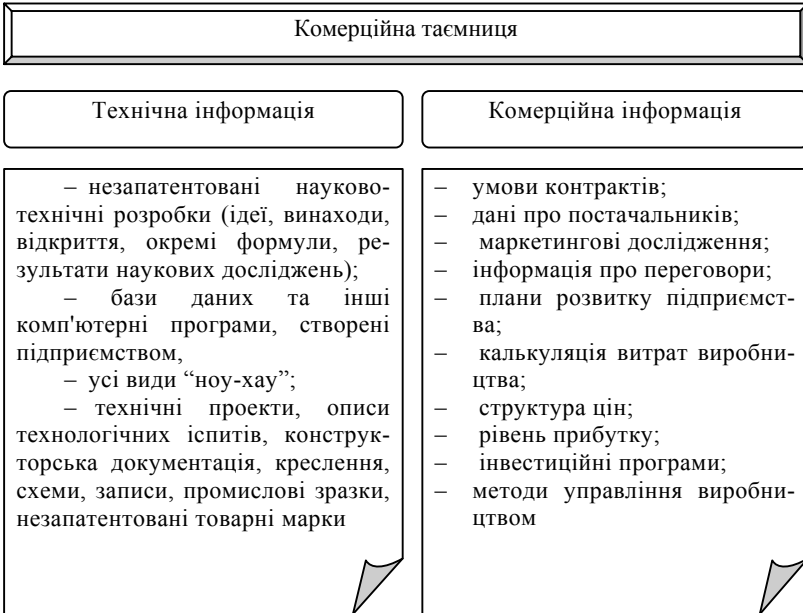 Комерційна таємниця
Технічна інформація
– незапатентовані науково-
технічні розробки (ідеї, винаходи,
відкриття, окремі формули, ре-
зультати наукових досліджень);
– бази даних та інші
комп'ютерні програми, створені
підприємством,
– усі види “ноу-хау”;
– технічні проекти, описи
технологічних іспитів, конструк-
торська документація, креслення,
схеми, записи, промислові зразки,
незапатентовані товарні марки
Комерційна інформація
– умови контрактів;
– дані про постачальників;
– маркетингові дослідження;
– інформація про переговори;
– плани розвитку підприємст-
ва;
– калькуляція витрат виробни-
цтва;
– структура цін;
– рівень прибутку;
– інвестиційні програми;
– методи управління виробни-
цтвом